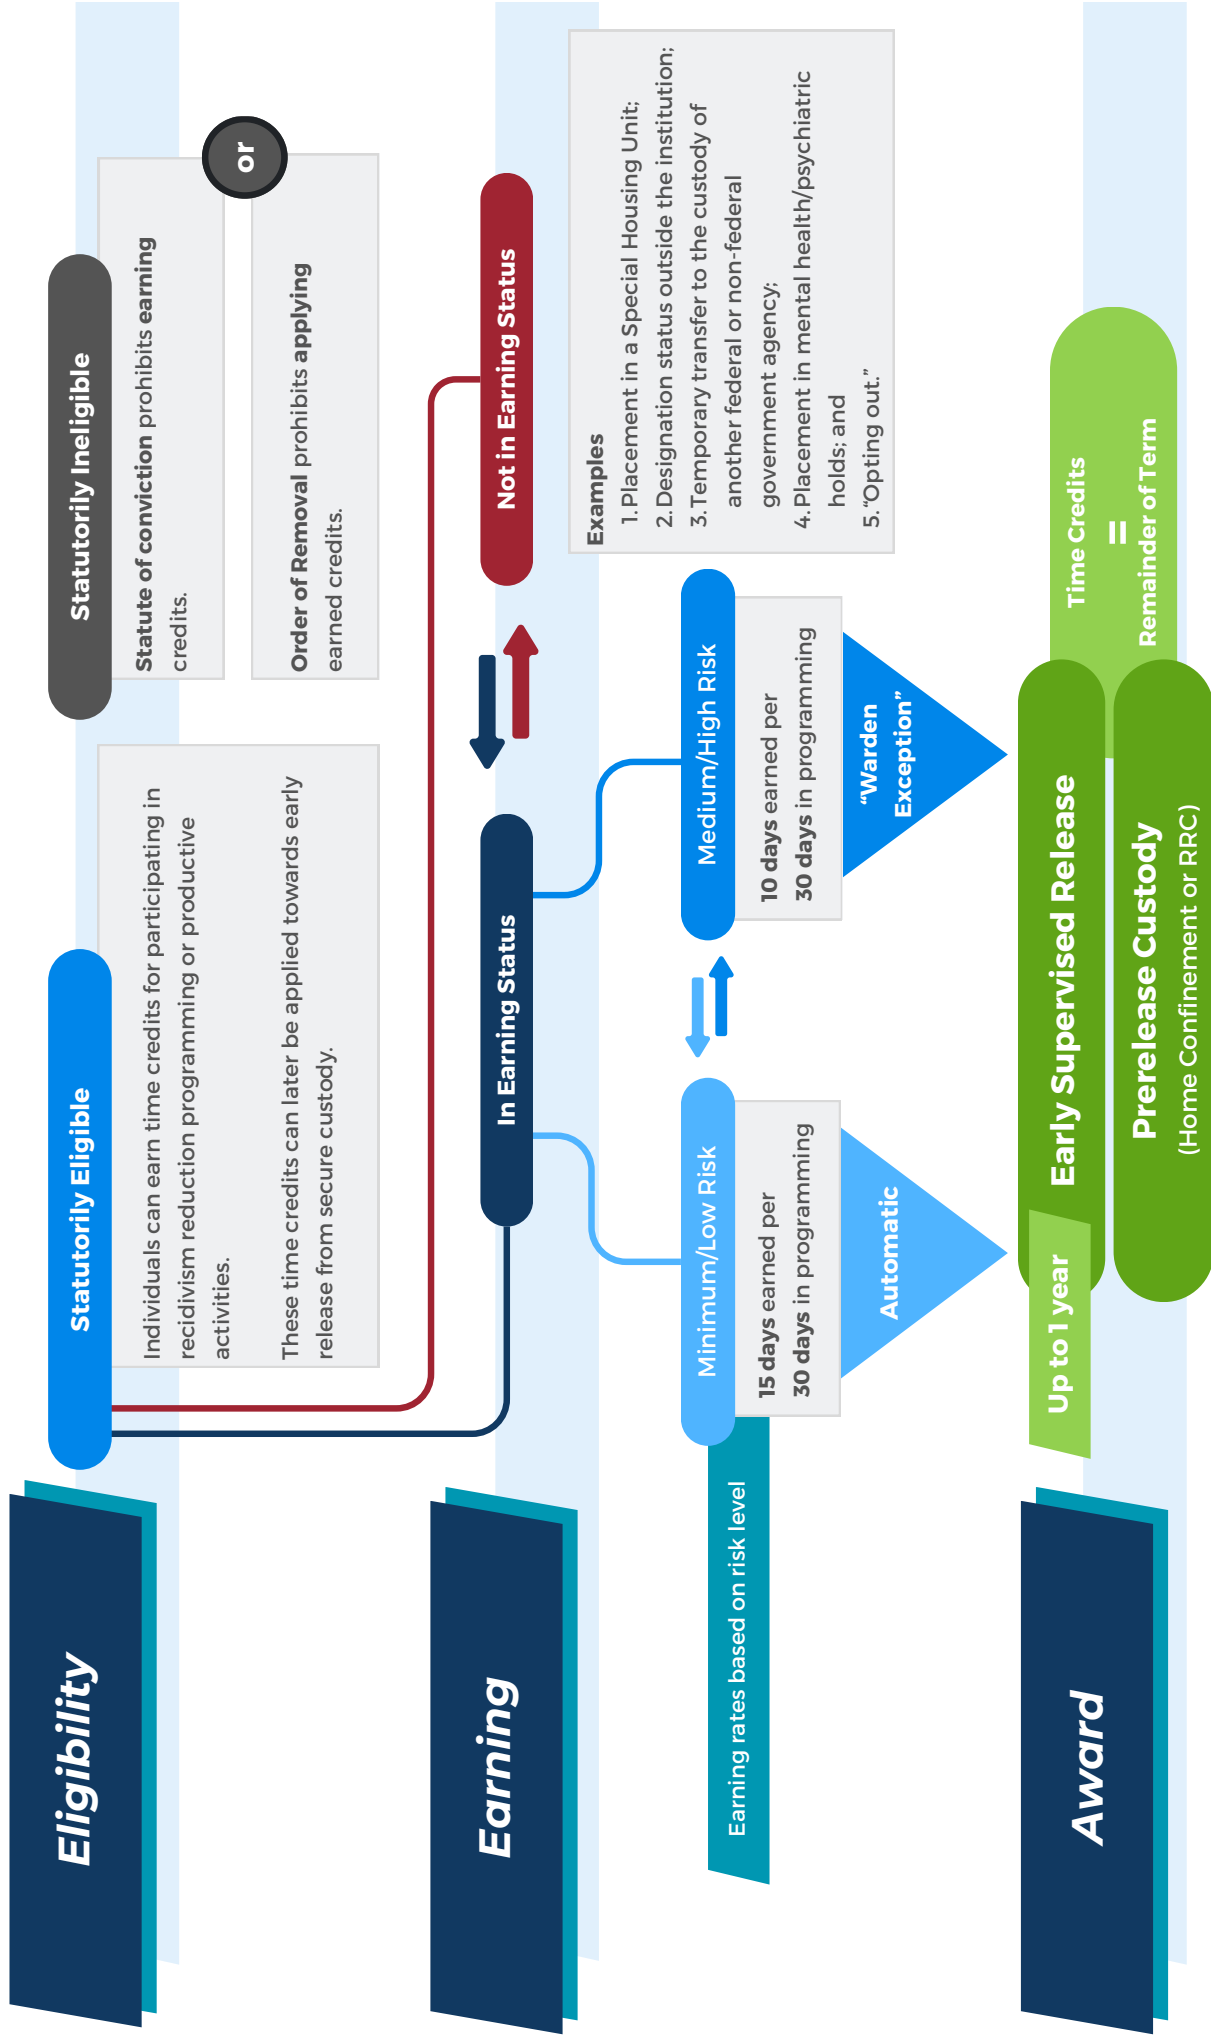 Eligibility
Statutorily Eligible
Individuals can earn time credits for participating in
recidivism reduction programming or productive
activities.
These time credits can later be applied towards early
release from secure custody.
Statutorily Ineligible
Statute of conviction prohibits earning
credits.
or
Order of Removal prohibits applying
earned credits.
Earning
In Earning Status
Not in Earning Status
Examples
1. Placement in a Special Housing Unit;
2. Designation status outside the institution;
3. Temporary transfer to the custody of
another federal or non-federal
government agency;
4. Placement in mental health/psychiatric
holds; and
5. “Opting out.”
Earning rates based on risk level
Minimum/Low Risk
15 days earned per
30 days in programming
Automatic
Medium/High Risk
10 days earned per
30 days in programming
“Warden
Exception”
Award
Up to 1 year
Early Supervised Release
Prerelease Custody
(Home Confinement or RRC)
Time Credits
=
Remainder of Term